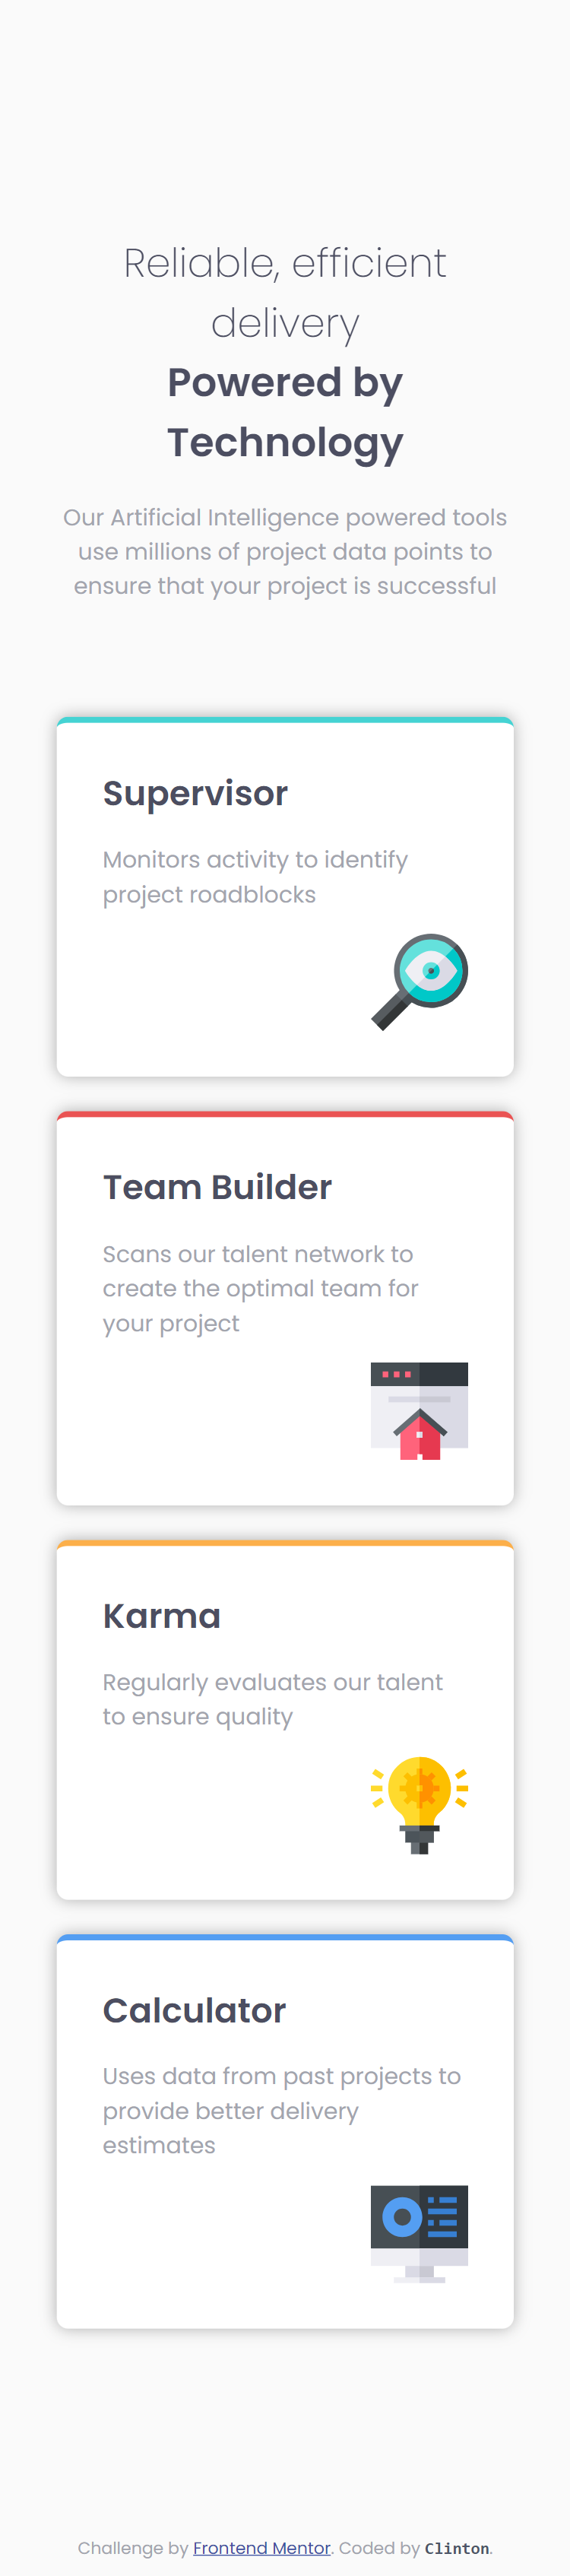 Reliable, efficient
delivery
Powered by
Technology
Our Artificial Intelligence powered tools
use millions of project data points to
ensure that your project is successful
Supervisor
Monitors activity to identify
project roadblocks
Team Builder
Scans our talent network to
create the optimal team for
your project
Karma
Regularly evaluates our talent
to ensure quality
Calculator
Uses data from past projects to
provide better delivery
estimates
Challenge by Frontend Mentor. Coded by Clinton.